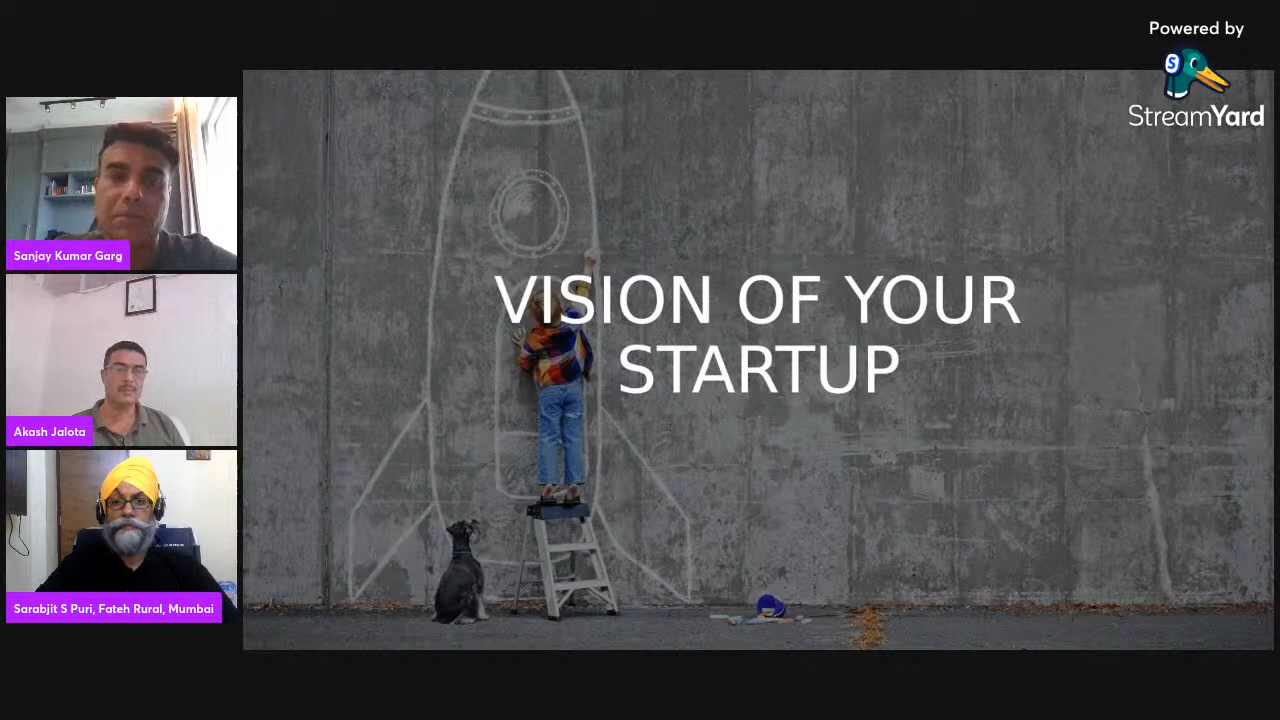 Powered by
S
StreamYard
Sanjay Kumar Garg
Akash Jalota
Sarabjit S Puri, Fateh Rural, Mumbai
VISION OF YOUR
STARTUP